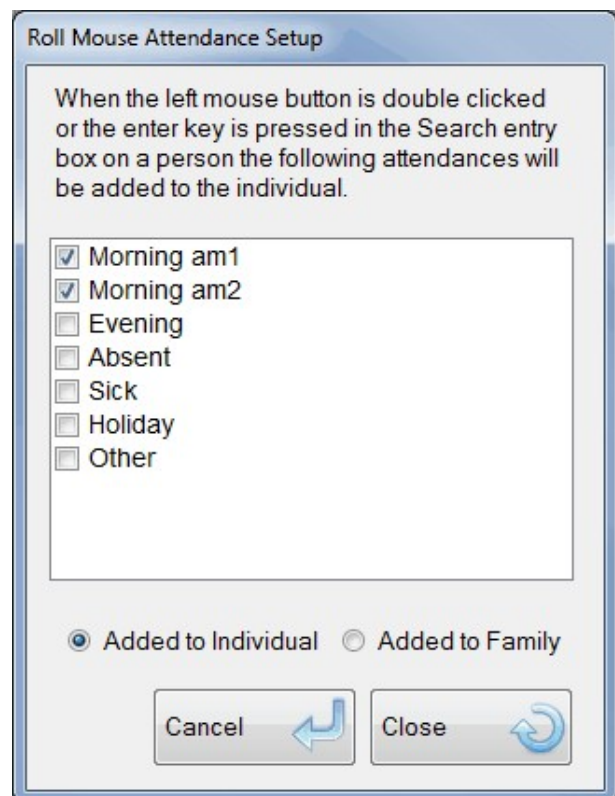 Roll Mouse Attendance Setup
When the left mouse button is double clicked
or the enter key is pressed in the Search entry
box on a person the following attendances will
be added to the individual.
Morning am1
Morning am2
Evening
Absent
Sick
Holiday
Other
Added to Individual Added to Family
Cancel Close